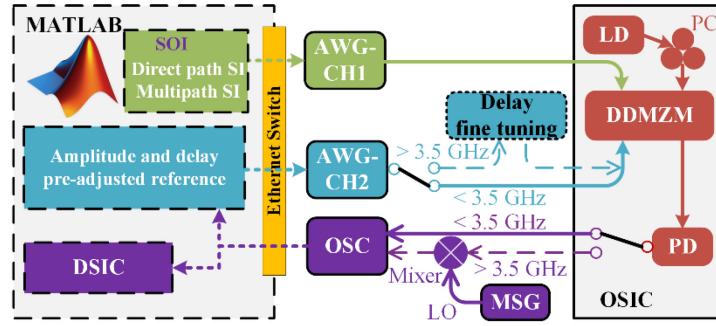 MATLAB
SOI
Direct path SI
Multipath SI
Ethernet Switch
AWG-
CH1
LD
PC
DDMZM
Delay
fine tuning
Amplitude and delay
pre-adjusted reference
AWG-
CH2
> 3.5 GHz
< 3.5 GHz
< 3.5 GHz
DSIC
OSC
Mixer
> 3.5 GHz
LO
MSG
PD
OSIC